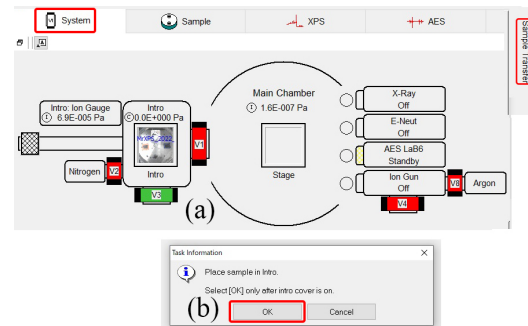 System
Sample
XPS
AES
Sample Transfer
Main Chamber
1.6E-007 Pa
Intro: Ion Gauge
6.9E-005 Pa
Intro
0.0E+000 Pa
MrXPS_2022
Intro
V1
Nitrogen
V2
V3
Stage
X-Ray
Off
E-Neut
Off
AES LaB6
Standby
Ion Gun
Off
V8
Argon
V4
(a)
Task Information
Place sample in Intro.
Select [OK] only after intro cover is on.
OK
Cancel
(b)